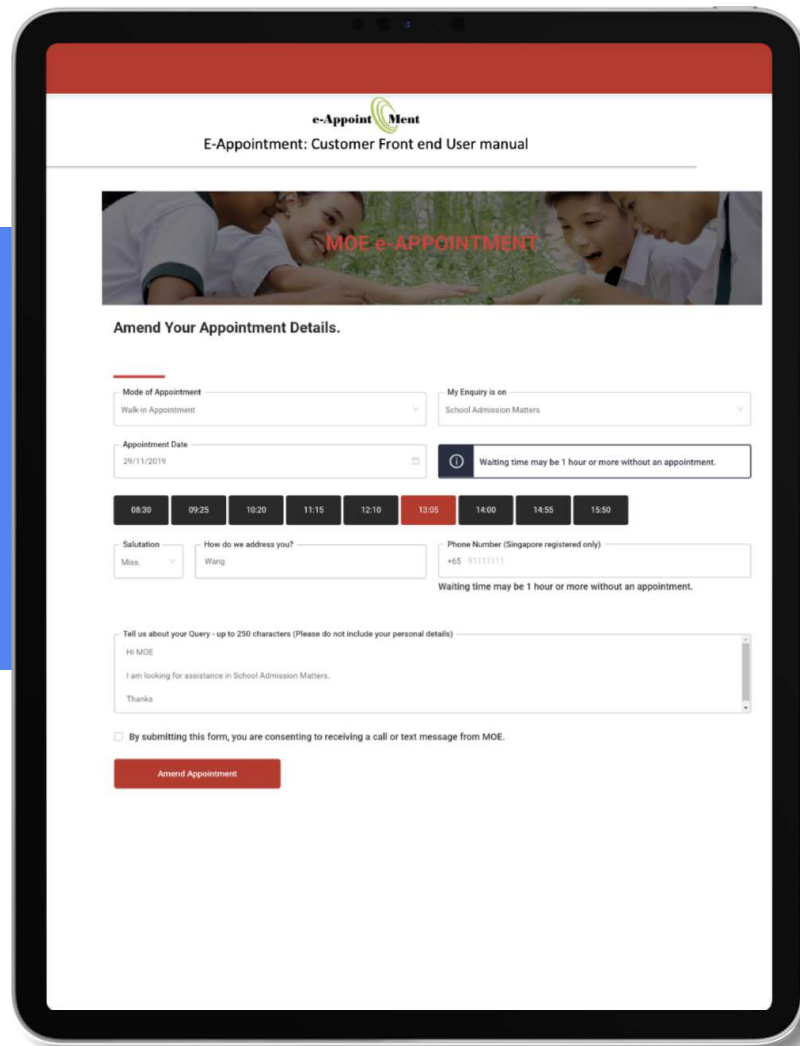 e-Appointment
E-Appointment: Customer Front end User manual
MOE e-APPOINTMENT
Amend Your Appointment Details.
Mode of Appointment
Walk-in Appointment
My Enquiry is on
School Admission Matters
Appointment Date
29/11/2019
Waiting time may be 1 hour or more without an appointment.
08:30 09:25 10:20 11:15 12:10 13:05 14:00 14:55 15:50
Salutation
Miss.
How do we address you?
Wang
Phone Number (Singapore registered only)
+65 91111111
Waiting time may be 1 hour or more without an appointment.
Tell us about your Query - up to 250 characters (Please do not include your personal details)
Hi MOE
I am looking for assistance in School Admission Matters.
Thanks
By submitting this form, you are consenting to receiving a call or text message from MOE.
Amend Appointment